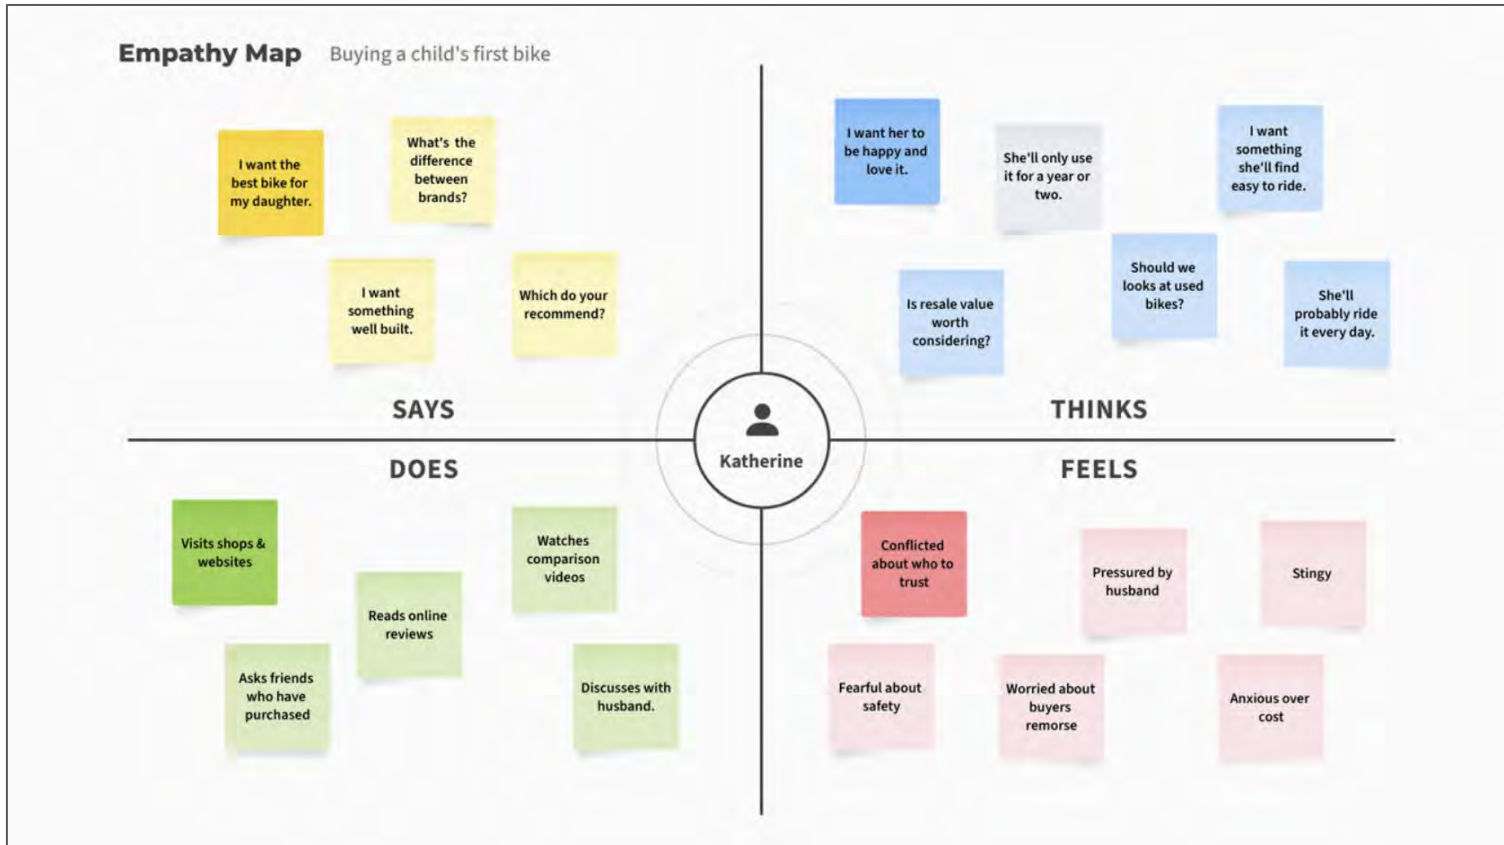 Empathy Map Buying a child's first bike
I want the
best bike for
my daughter.
What's the
difference
between
brands?
I want
something
well built.
Which do your
recommend?
SAYS
I want her to
be happy and
love it.
She'll only use
it for a year or
two.
I want
something
she'll find
easy to ride.
Is resale value
worth
considering?
Should we
looks at used
bikes?
She'll
probably ride
it every day.
THINKS
Katherine
DOES
Visits shops &
websites
Reads online
reviews
Watches
comparison
videos
Asks friends
who have
purchased
Discusses with
husband.
FEELS
Conflicted
about who to
trust
Pressured by
husband
Stingy
Fearful about
safety
Worried about
buyers
remorse
Anxious over
cost